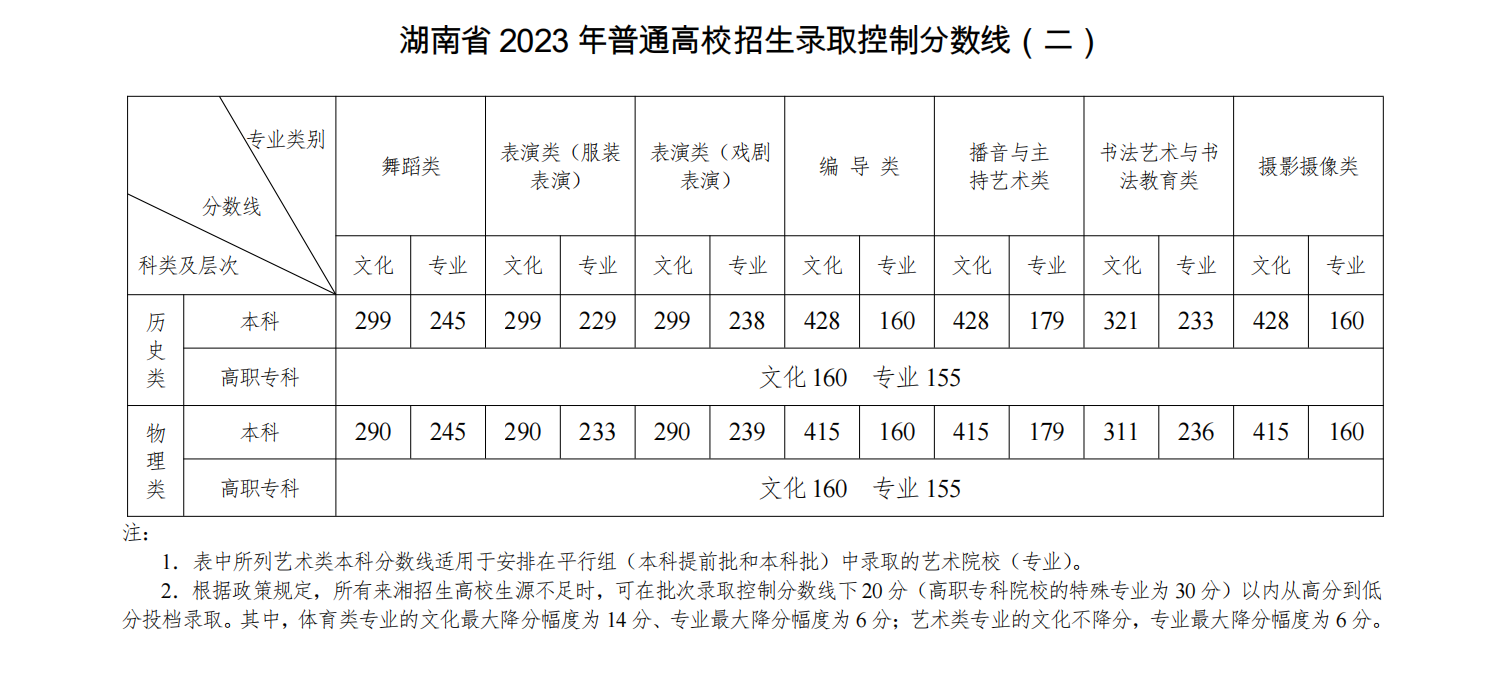 湖南省 2023 年普通高校招生录取控制分数线（二）
专业类别
分数线
科类及层次
舞蹈类 表演类（服装表演） 表演类（戏剧表演） 编 导 类 播音与主持艺术类 书法艺术与书法教育类 摄影摄像类
文化 专业 文化 专业 文化 专业 文化 专业 文化 专业 文化 专业 文化 专业
历史类 本科 299 245 299 229 299 238 428 160 428 179 321 233 428 160
高职专科 文化 160 专业 155
物理类 本科 290 245 290 233 290 239 415 160 415 179 311 236 415 160
高职专科 文化 160 专业 155
注：
1. 表中所列艺术类本科分数线适用于安排在平行组（本科提前批和本科批）中录取的艺术院校（专业）。
2. 根据政策规定，所有来湘招生高校生源不足时，可在批次录取控制分数线下 20 分（高职专科院校的特殊专业为 30 分）以内从高分到低
分投档录取。其中，体育类专业的文化最大降分幅度为 14 分、专业最大降分幅度为 6 分；艺术类专业的文化不降分，专业最大降分幅度为 6 分。